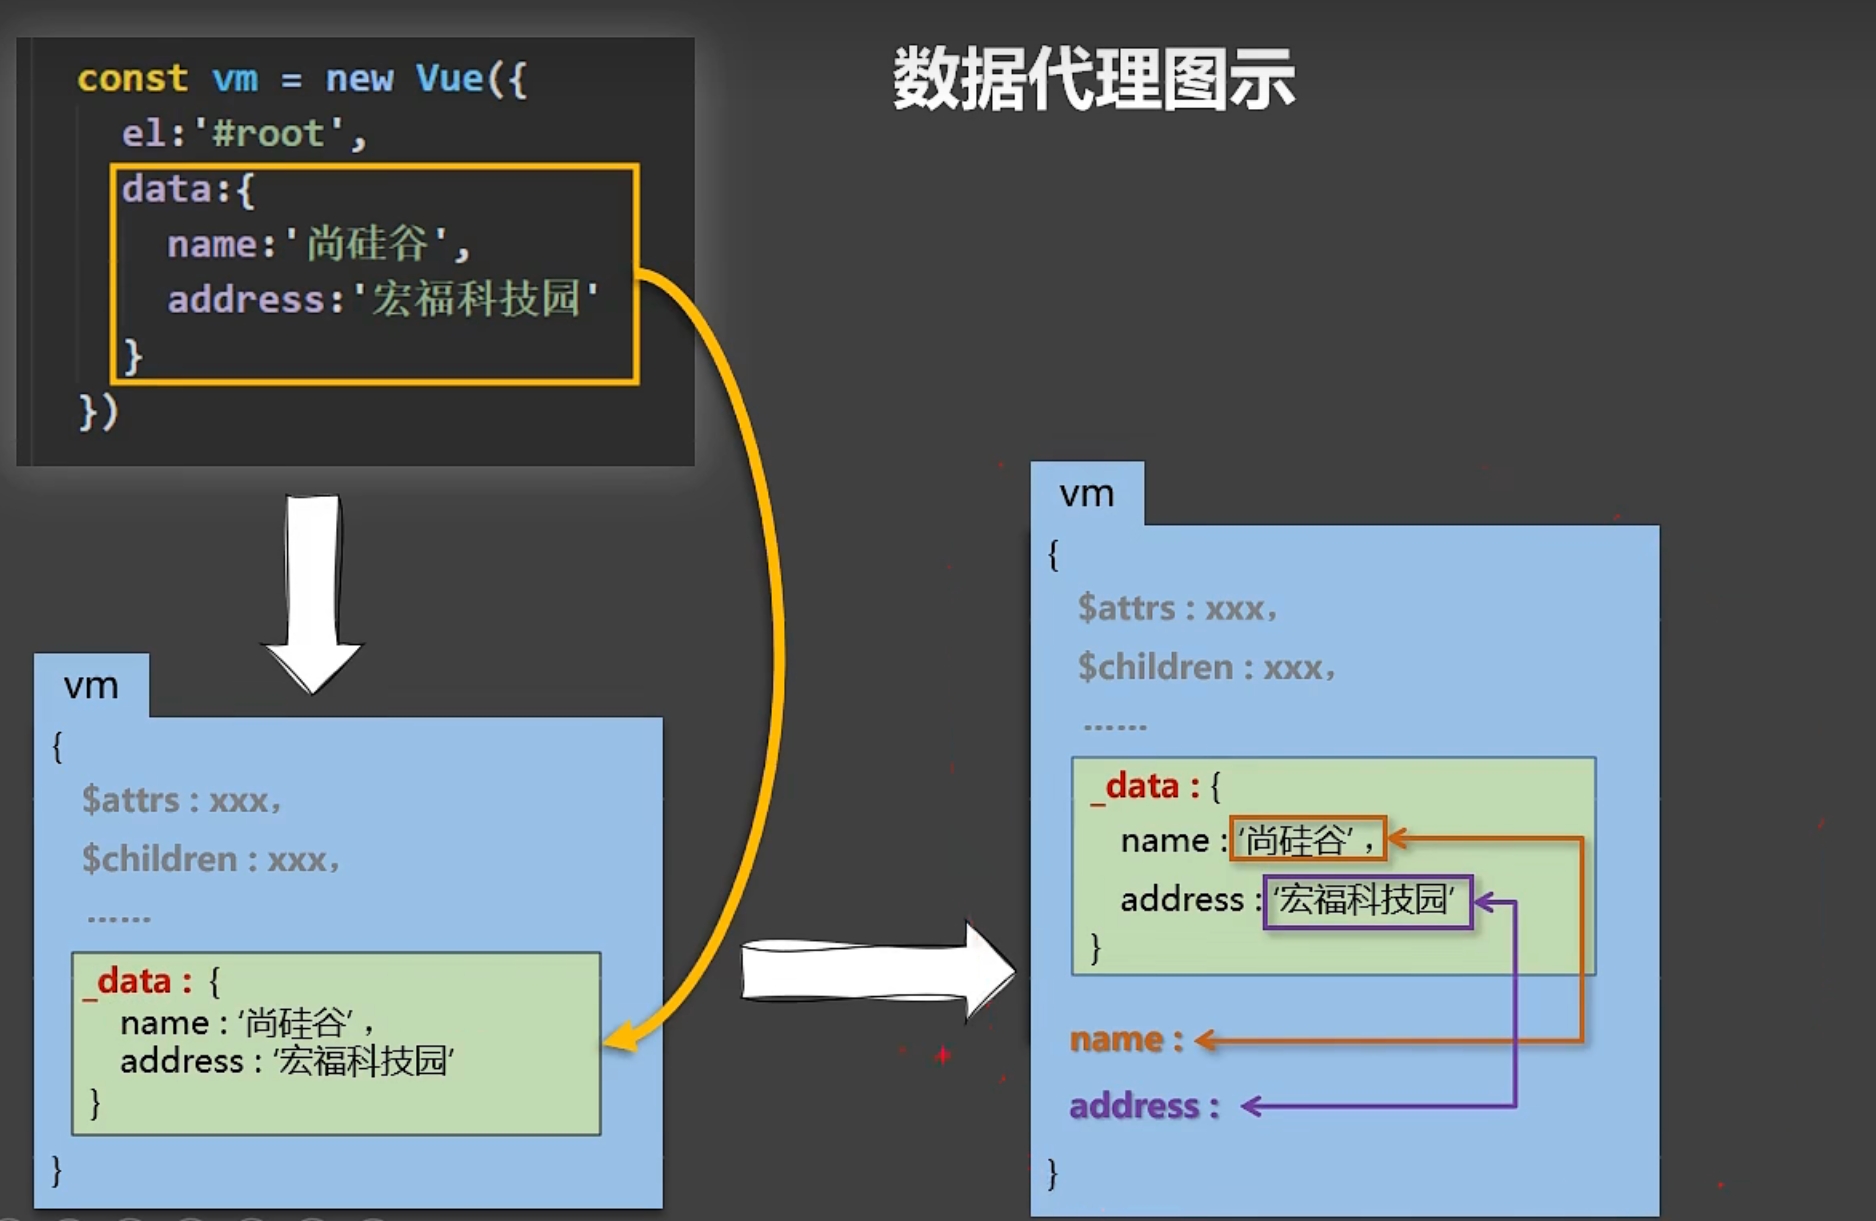 数据代理图示
const vm = new Vue({
el:'#root',
data:{
name:'尚硅谷',
address:'宏福科技园'
}
})
vm
{
$attrs : xxx，
$children : xxx，
......
_data : {
name : ‘尚硅谷’ ，
address : ‘宏福科技园’
}
}
vm
{
$attrs : xxx，
$children : xxx，
......
_data : {
name : ‘尚硅谷’ ，
address : ‘宏福科技园’
}
name :
address :
}